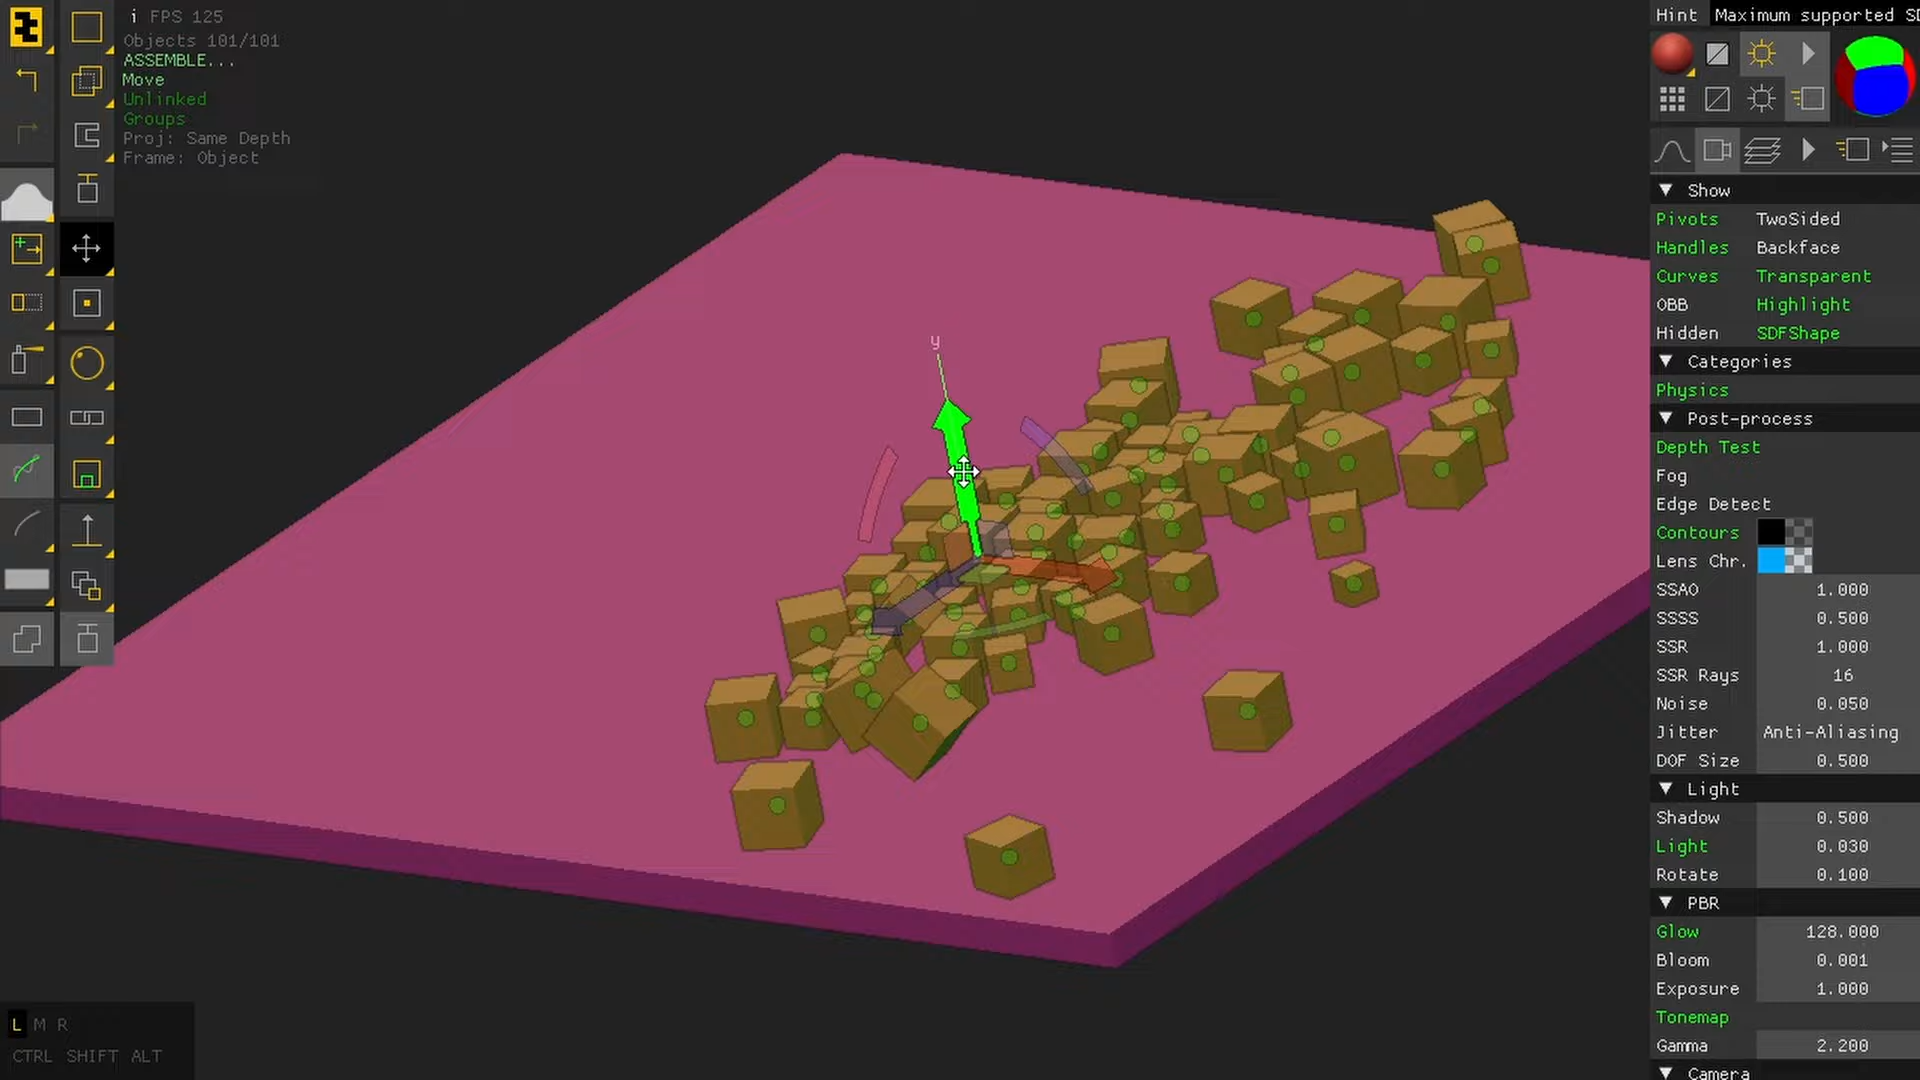 i FPS 125
Objects 101/101
ASSEMBLE...
Move
Unlinked
Groups
Proj: Same Depth
Frame: Object
y
L M R
CTRL SHIFT ALT
Hint Maximum supported SD
Show
Pivots TwoSided
Handles Backface
Curves Transparent
OBB Highlight
Hidden SDFShape
Categories
Physics
Post-process
Depth Test
Fog
Edge Detect
Contours
Lens Chr.
SSAO 1.000
SSSS 0.500
SSR 1.000
SSR Rays 16
Noise 0.050
Jitter Anti-Aliasing
DOF Size 0.500
Light
Shadow 0.500
Light 0.030
Rotate 0.100
PBR
Glow 128.000
Bloom 0.001
Exposure 1.000
Tonemap
Gamma 2.200
Camera